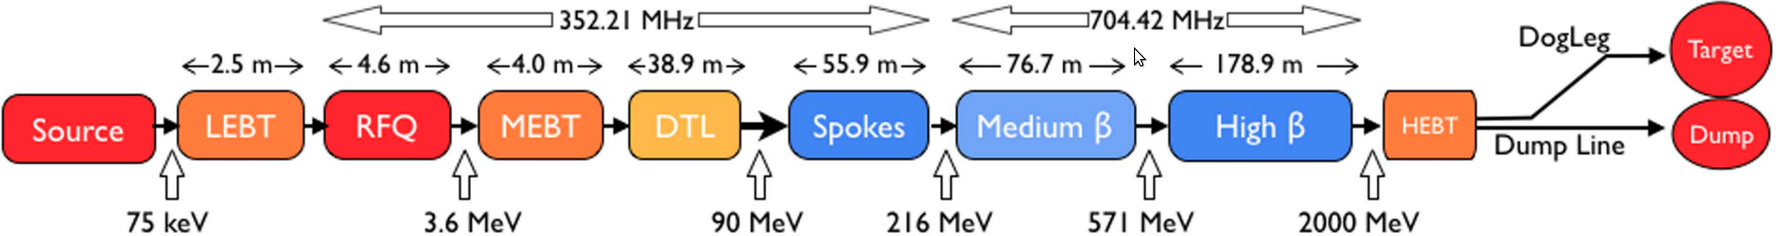 352.21 MHz
704.42 MHz
2.5 m
4.6 m
4.0 m
38.9 m
55.9 m
76.7 m
178.9 m
DogLeg
Target
Source
LEBT
RFQ
MEBT
DTL
Spokes
Medium β
High β
HEBT
Dump Line
Dump
75 keV
3.6 MeV
90 MeV
216 MeV
571 MeV
2000 MeV